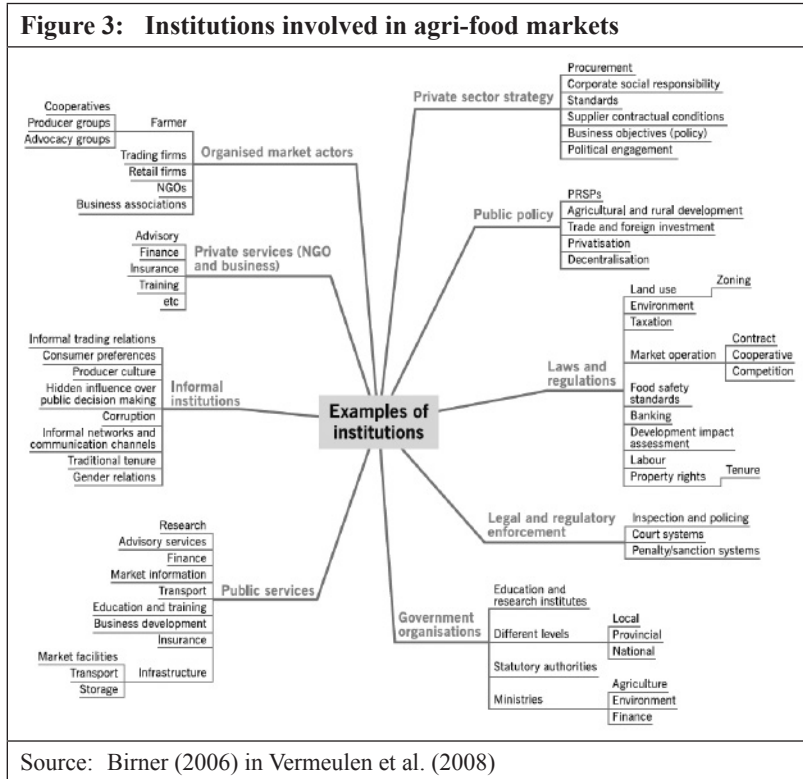 Figure 3: Institutions involved in agri-food markets
Private sector strategy
Procurement
Corporate social responsibility
Standards
Supplier contractual conditions
Business objectives (policy)
Political engagement
Cooperatives
Producer groups
Advocacy groups
Farmer
Trading firms
Retail firms
NGOs
Business associations
Organised market actors
Public policy
PRSPs
Agricultural and rural development
Trade and foreign investment
Privatisation
Decentralisation
Advisory
Finance
Insurance
Training
etc
Private services (NGO
and business)
Laws and
regulations
Land use
Zoning
Environment
Taxation
Market operation
Contract
Cooperative
Competition
Food safety
standards
Banking
Development impact
assessment
Labour
Property rights
Tenure
Informal trading relations
Consumer preferences
Producer culture
Hidden influence over
public decision making
Corruption
Informal networks and
communication channels
Traditional tenure
Gender relations
Informal
institutions
Examples of
institutions
Legal and regulatory
enforcement
Inspection and policing
Court systems
Penalty/sanction systems
Research
Advisory services
Finance
Market information
Transport
Education and training
Business development
Insurance
Infrastructure
Market facilities
Transport
Storage
Public services
Government
organisations
Education and
research institutes
Different levels
Local
Provincial
National
Statutory authorities
Ministries
Agriculture
Environment
Finance
Source: Birner (2006) in Vermeulen et al. (2008)